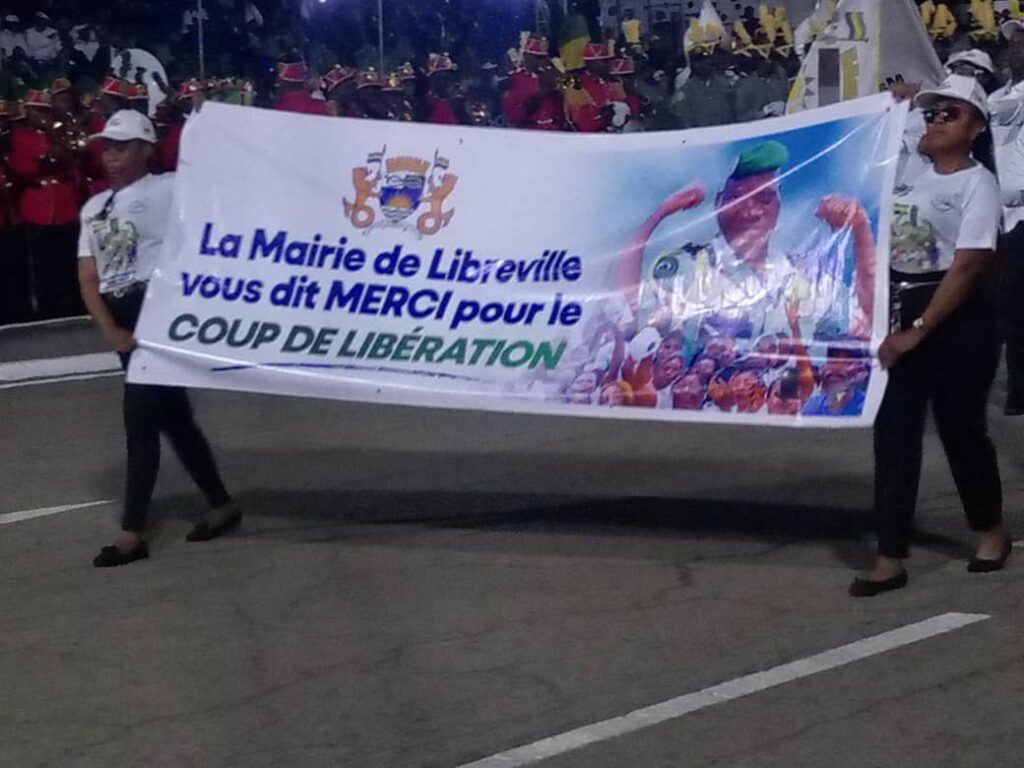 La Mairie de Libreville
vous dit MERCI pour le
COUP DE LIBÉRATION